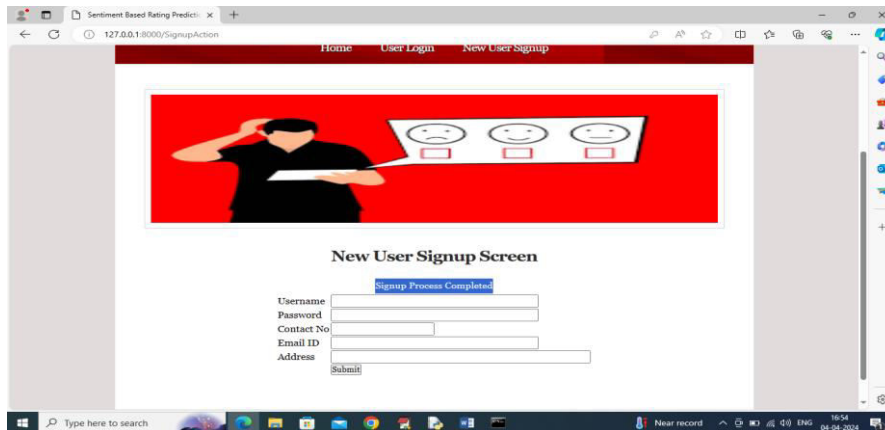 Sentiment Based Rating Predicti
127.0.0.1:8000/SignupAction
Home User Login New User Signup
New User Signup Screen
Signup Process Completed
Username
Password
Contact No
Email ID
Address
Submit
Type here to search
Near record
ENG
16:54
04-04-2024